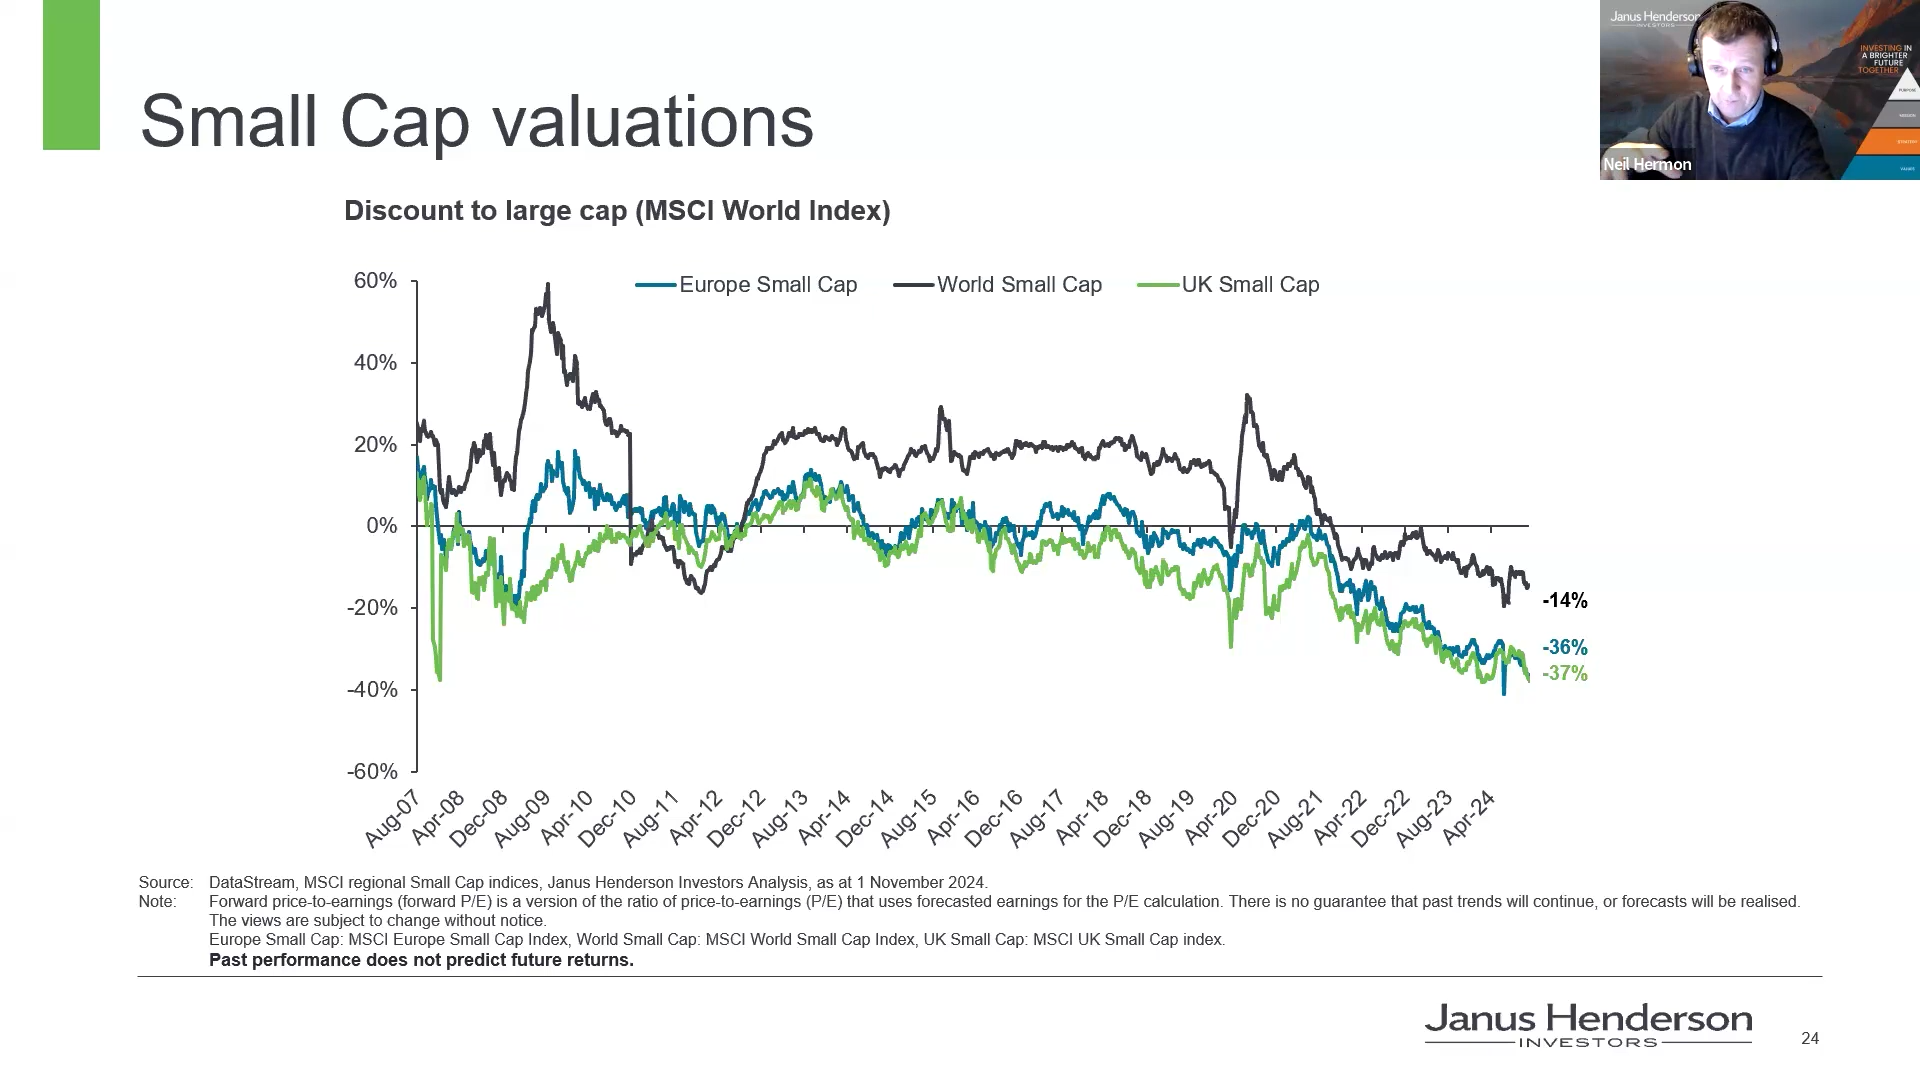 Small Cap valuations
Janus Henderson
INVESTORS
INVESTING IN
A BRIGHTER
FUTURE
TOGETHER
PURPOSE
MISSION
STRATEGY
VALUES
Neil Hermon
Discount to large cap (MSCI World Index)
Europe Small Cap World Small Cap UK Small Cap
60%
40%
20%
0%
-20%
-40%
-60%
-14%
-36%
-37%
Aug-07 Apr-08 Dec-08 Aug-09 Apr-10 Dec-10 Aug-11 Apr-12 Dec-12 Aug-13 Apr-14 Dec-14 Aug-15 Apr-16 Dec-16 Aug-17 Apr-18 Dec-18 Aug-19 Apr-20 Dec-20 Aug-21 Apr-22 Dec-22 Aug-23 Apr-24
Source: DataStream, MSCI regional Small Cap indices, Janus Henderson Investors Analysis, as at 1 November 2024.
Note: Forward price-to-earnings (forward P/E) is a version of the ratio of price-to-earnings (P/E) that uses forecasted earnings for the P/E calculation. There is no guarantee that past trends will continue, or forecasts will be realised.
The views are subject to change without notice.
Europe Small Cap: MSCI Europe Small Cap Index, World Small Cap: MSCI World Small Cap Index, UK Small Cap: MSCI UK Small Cap index.
Past performance does not predict future returns.
Janus Henderson
INVESTORS
24